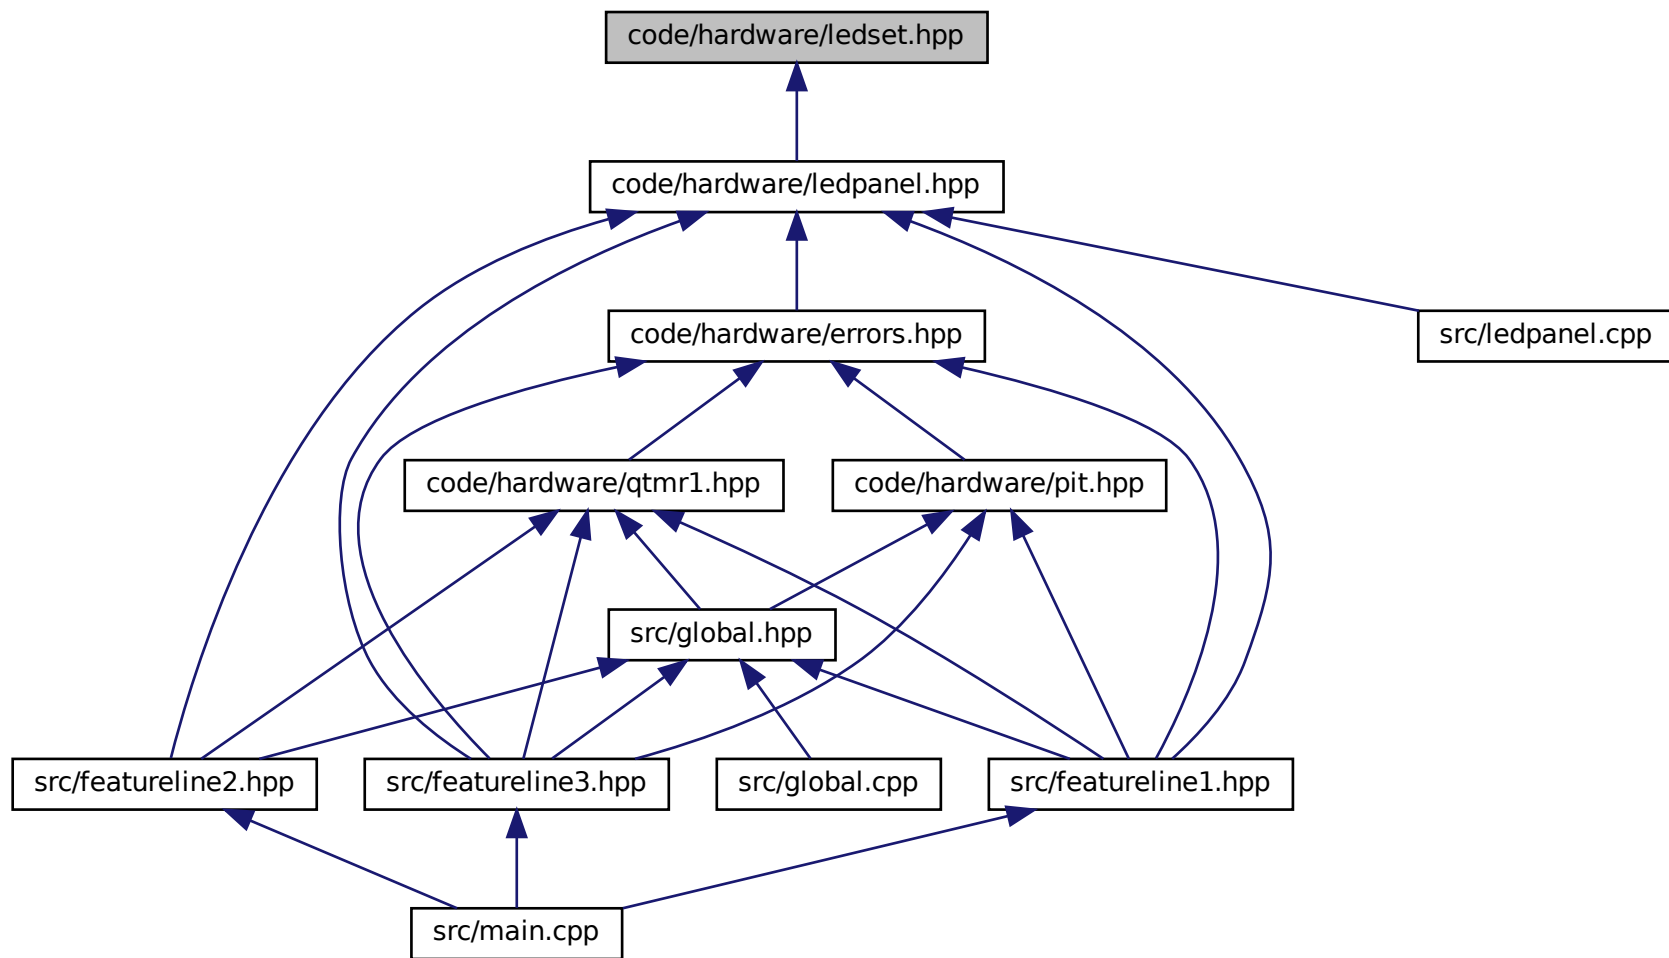 code/hardware/ledset.hpp
code/hardware/ledpanel.hpp
code/hardware/errors.hpp
src/ledpanel.cpp
code/hardware/qtmr1.hpp
code/hardware/pit.hpp
src/global.hpp
src/featureline2.hpp
src/featureline3.hpp
src/global.cpp
src/featureline1.hpp
src/main.cpp